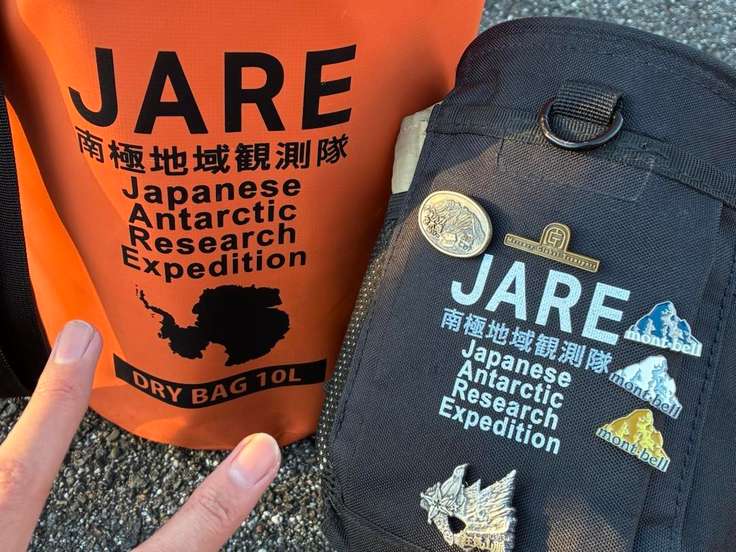 JARE
南極地域観測隊
Japanese
Antarctic
Research
Expedition
DRY BAG 10L
JARE
南極地域観測隊
Japanese
Antarctic
Research
Expedition
mont-bell
mont-bell
mont-bell